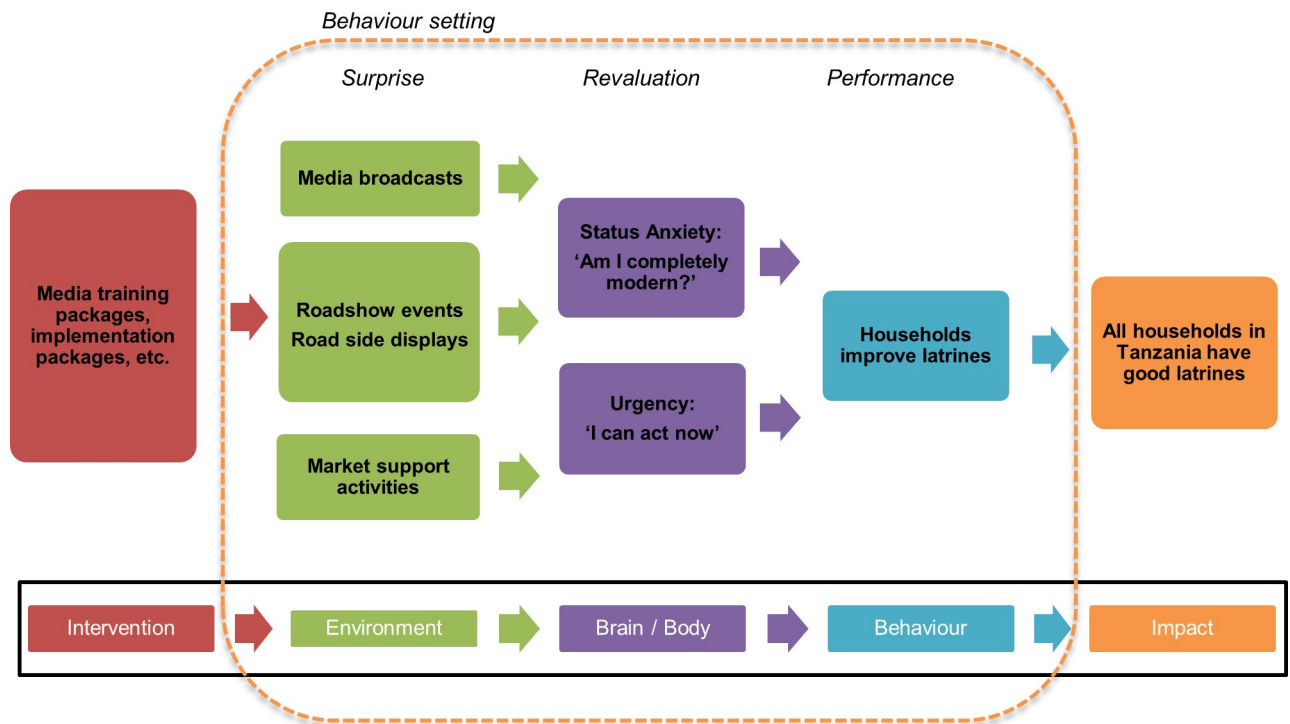 Behaviour setting
Surprise
Revaluation
Performance
Media training
packages,
implementation
packages, etc.
Media broadcasts
Roadshow events
Road side displays
Market support
activities
Status Anxiety:
‘Am I completely
modern?’
Urgency:
‘I can act now’
Households
improve latrines
All households in
Tanzania have
good latrines
Intervention
Environment
Brain / Body
Behaviour
Impact